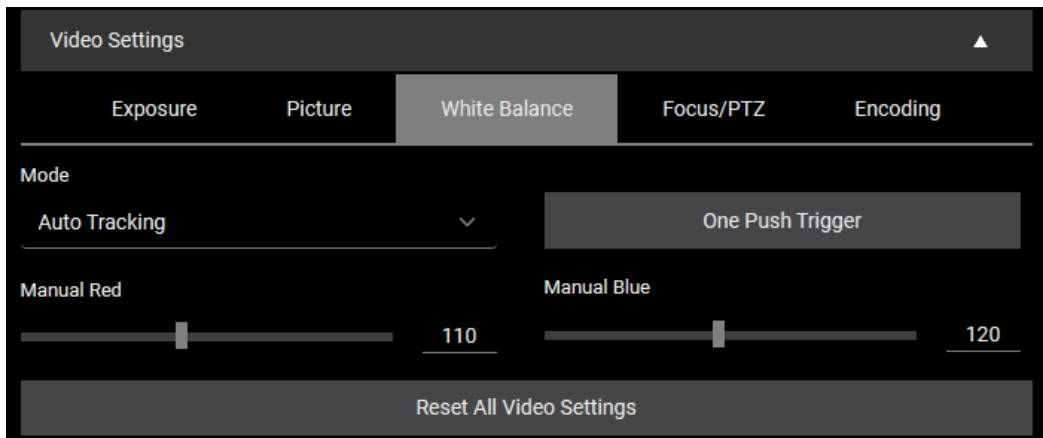 Video Settings
Exposure Picture White Balance Focus/PTZ Encoding
Mode
Auto Tracking
One Push Trigger
Manual Red
110
Manual Blue
120
Reset All Video Settings